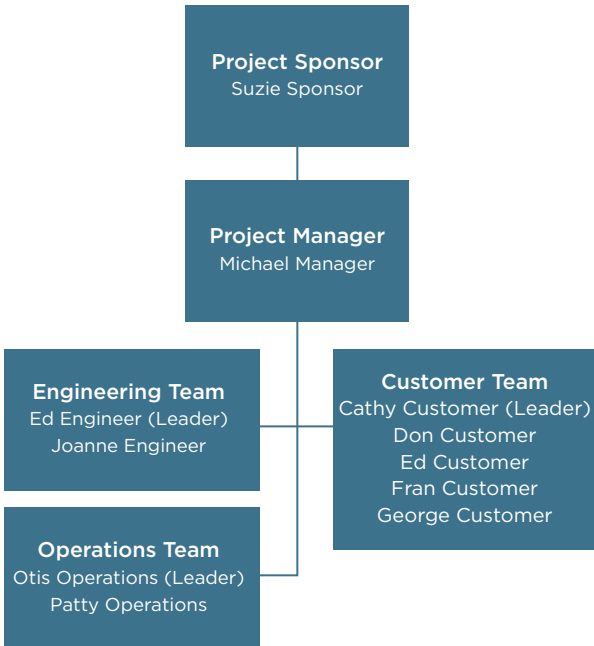 Project Sponsor
Suzie Sponsor
Project Manager
Michael Manager
Engineering Team
Ed Engineer (Leader)
Joanne Engineer
Customer Team
Cathy Customer (Leader)
Don Customer
Ed Customer
Fran Customer
George Customer
Operations Team
Otis Operations (Leader)
Patty Operations